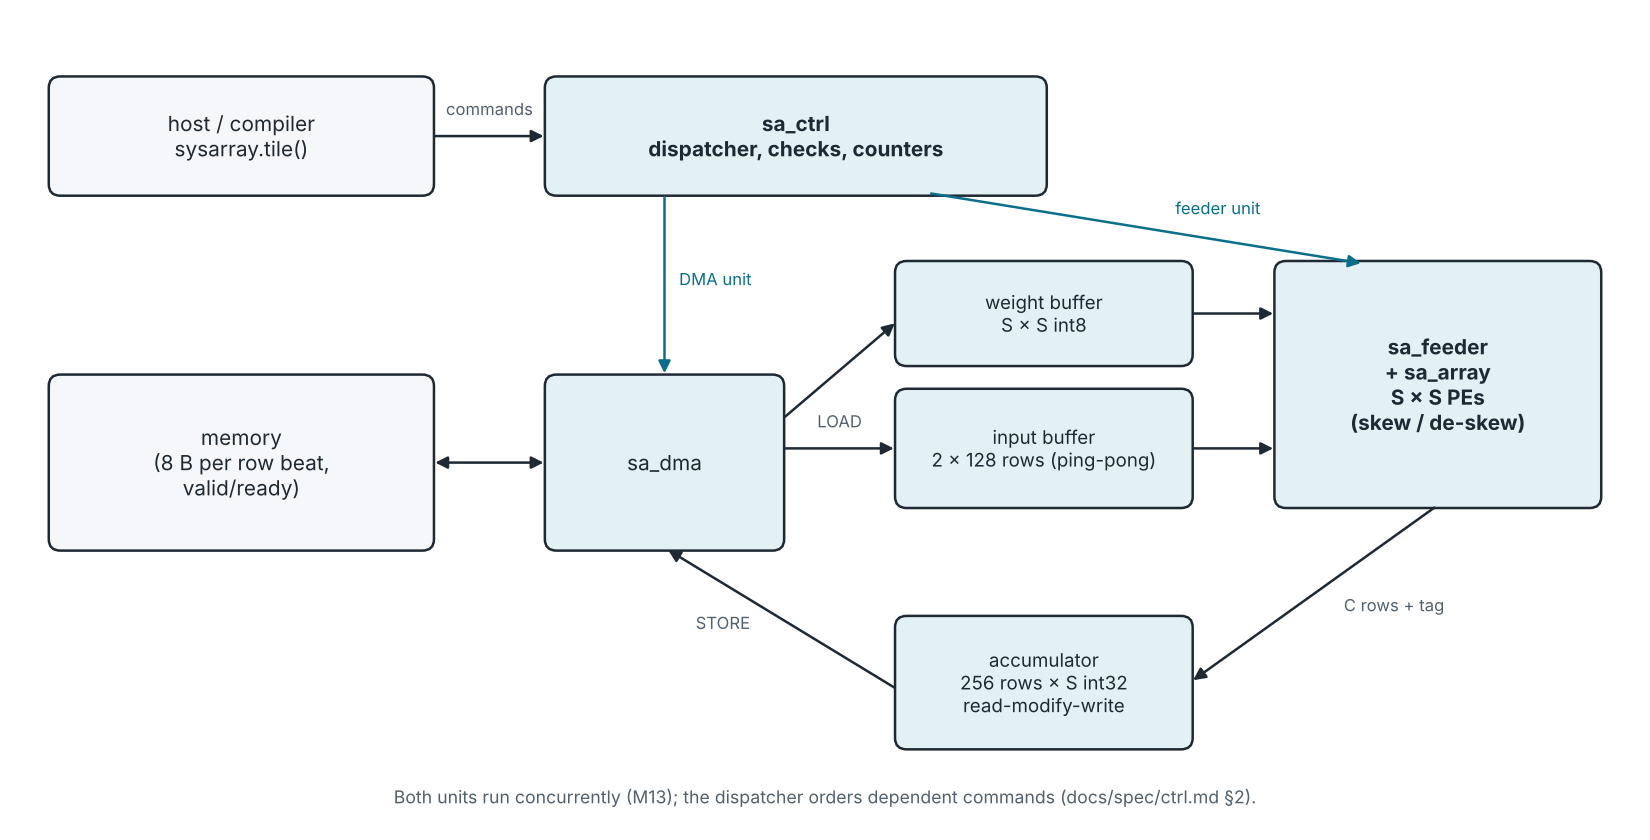 host / compiler
sysarray.tile()
commands
sa_ctrl
dispatcher, checks, counters
feeder unit
DMA unit
weight buffer
S × S int8
sa_feeder
+ sa_array
S × S PEs
(skew / de-skew)
memory
(8 B per row beat,
valid/ready)
sa_dma
LOAD
input buffer
2 × 128 rows (ping-pong)
STORE
C rows + tag
accumulator
256 rows × S int32
read-modify-write
Both units run concurrently (M13); the dispatcher orders dependent commands (docs/spec/ctrl.md §2).